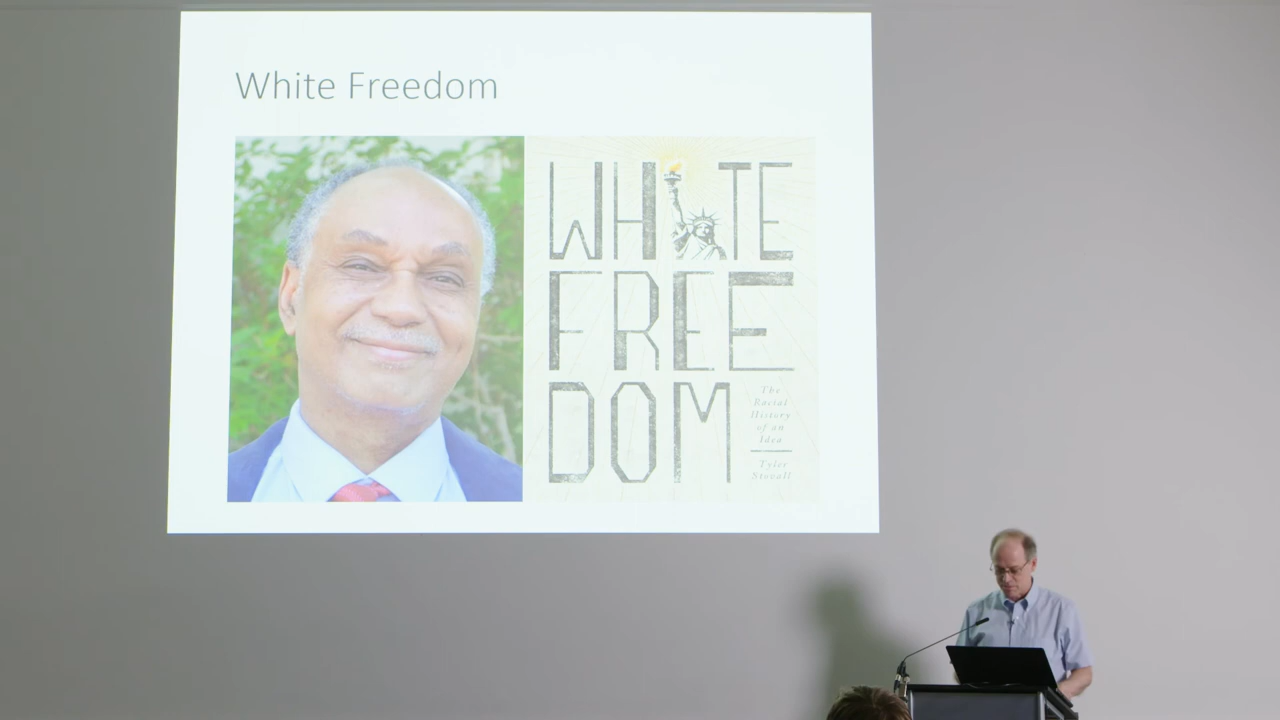 White Freedom
WHITE
FREE
DOM
The
Racial
History
of an
Idea
Tyler
Stovall